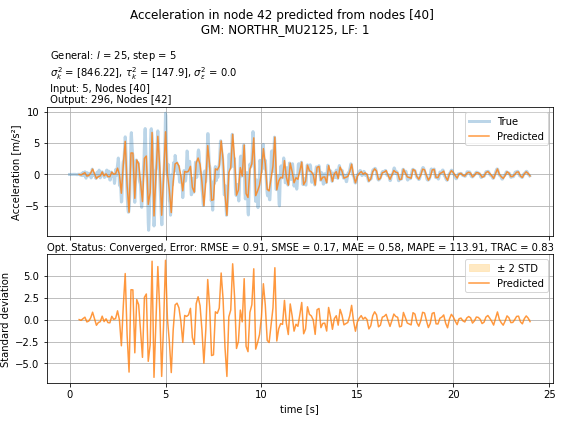 Acceleration in node 42 predicted from nodes [40]
GM: NORTHR_MU2125, LF: 1
General: l = 25, step = 5
σ²ₖ = [846.22], τ²ₖ = [147.9], σ²ε = 0.0
Input: 5, Nodes [40]
Output: 296, Nodes [42]
Acceleration [m/s²]
10
5
0
−5
True
Predicted
Opt. Status: Converged, Error: RMSE = 0.91, SMSE = 0.17, MAE = 0.58, MAPE = 113.91, TRAC = 0.83
Standard deviation
5.0
2.5
0.0
−2.5
−5.0
± 2 STD
Predicted
0 5 10 15 20 25
time [s]